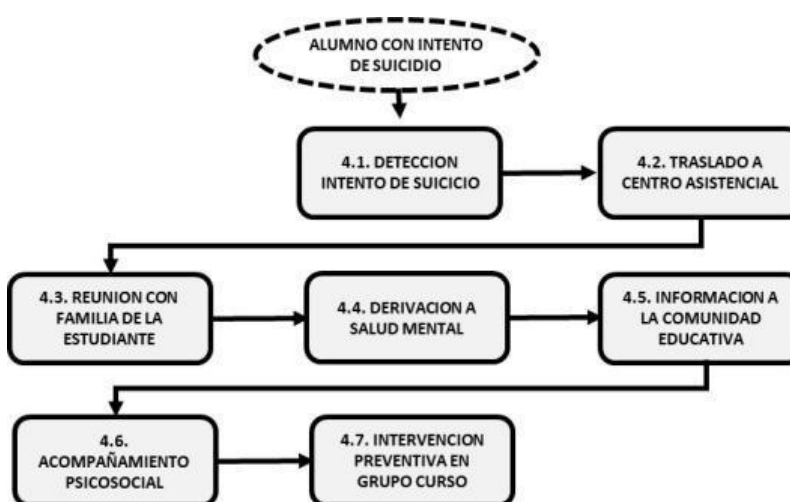 ALUMNO CON INTENTO
DE SUICIDIO
4.1. DETECCION
INTENTO DE SUICICIO
4.2. TRASLADO A
CENTRO ASISTENCIAL
4.3. REUNION CON
FAMILIA DE LA
ESTUDIANTE
4.4. DERIVACION A
SALUD MENTAL
4.5. INFORMACION A
LA COMUNIDAD
EDUCATIVA
4.6.
ACOMPAÑAMIENTO
PSICOSOCIAL
4.7. INTERVENCION
PREVENTIVA EN
GRUPO CURSO